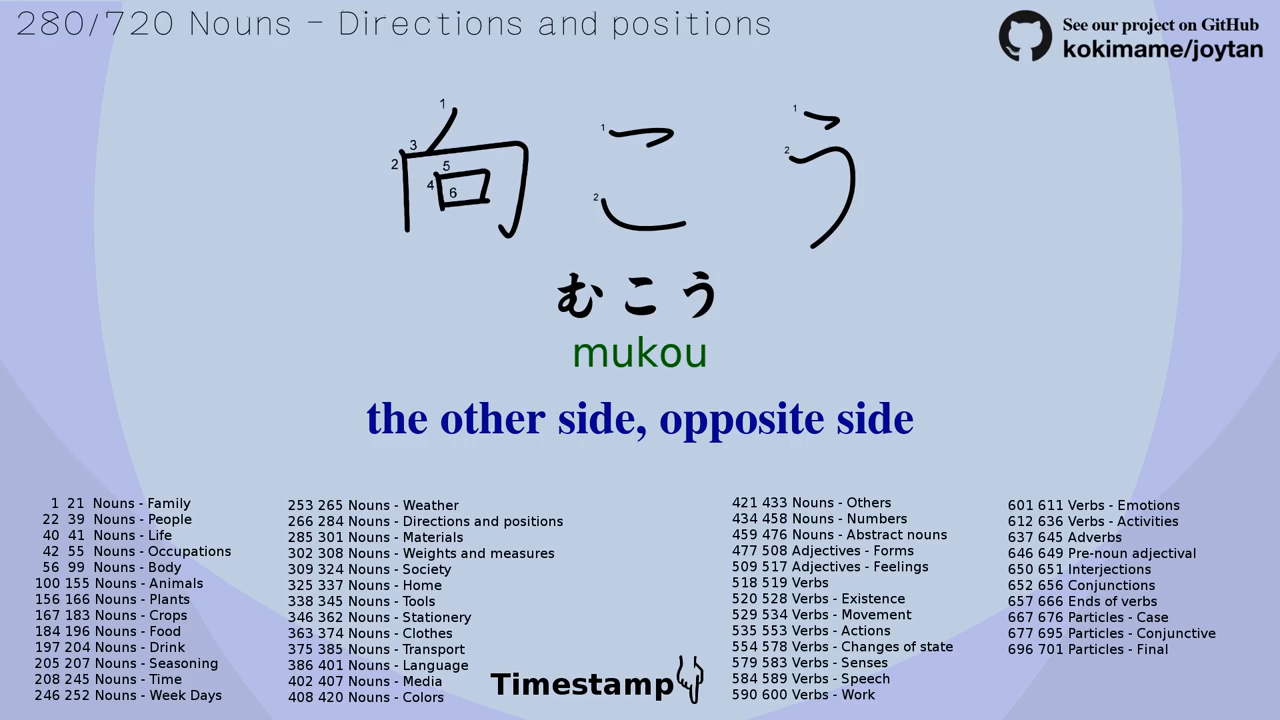 280/720 Nouns - Directions and positions
See our project on GitHub
kokimame/joytan
1
3
2
5
4
6
1
2
1
2
向こう
むこう
mukou
the other side, opposite side
1 21 Nouns - Family
22 39 Nouns - People
40 41 Nouns - Life
42 55 Nouns - Occupations
56 99 Nouns - Body
100 155 Nouns - Animals
156 166 Nouns - Plants
167 183 Nouns - Crops
184 196 Nouns - Food
197 204 Nouns - Drink
205 207 Nouns - Seasoning
208 245 Nouns - Time
246 252 Nouns - Week Days
253 265 Nouns - Weather
266 284 Nouns - Directions and positions
285 301 Nouns - Materials
302 308 Nouns - Weights and measures
309 324 Nouns - Society
325 337 Nouns - Home
338 345 Nouns - Tools
346 362 Nouns - Stationery
363 374 Nouns - Clothes
375 385 Nouns - Transport
386 401 Nouns - Language
402 407 Nouns - Media
408 420 Nouns - Colors
Timestamp
421 433 Nouns - Others
434 458 Nouns - Numbers
459 476 Nouns - Abstract nouns
477 508 Adjectives - Forms
509 517 Adjectives - Feelings
518 519 Verbs
520 528 Verbs - Existence
529 534 Verbs - Movement
535 553 Verbs - Actions
554 578 Verbs - Changes of state
579 583 Verbs - Senses
584 589 Verbs - Speech
590 600 Verbs - Work
601 611 Verbs - Emotions
612 636 Verbs - Activities
637 645 Adverbs
646 649 Pre-noun adjectival
650 651 Interjections
652 656 Conjunctions
657 666 Ends of verbs
667 676 Particles - Case
677 695 Particles - Conjunctive
696 701 Particles - Final